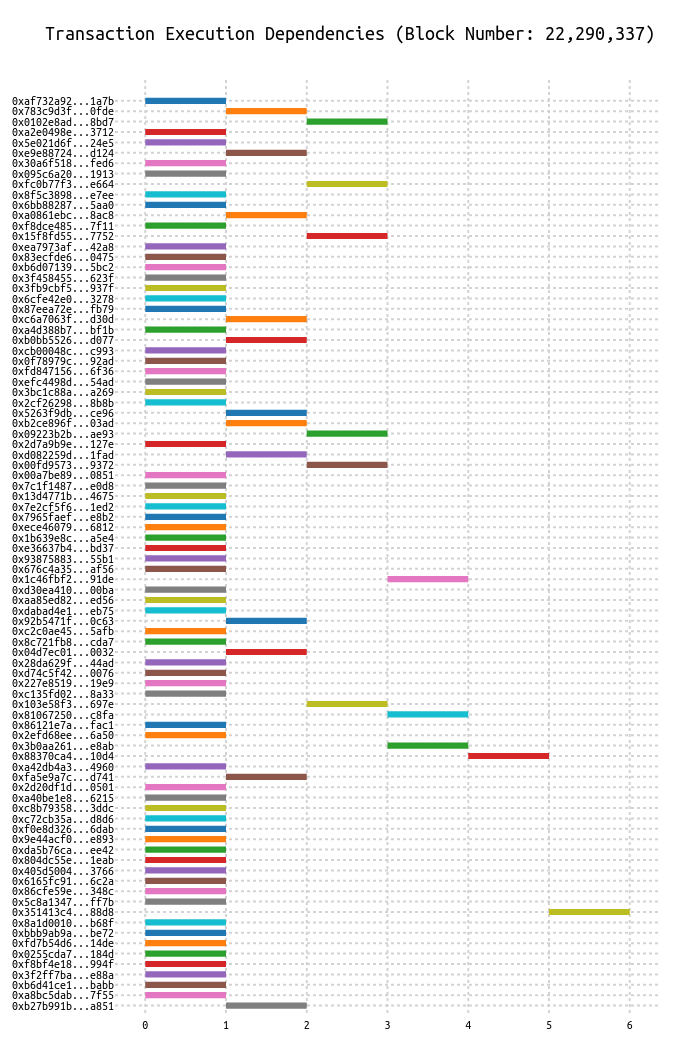 Transaction Execution Dependencies (Block Number: 22,290,337)
0xaf732a92...1a7b
0x783c9d3f...0fde
0x0102e8ad...8bd7
0xa2e0498e...3712
0x5e021d6f...24e5
0xe9e88724...d124
0x30a6f518...fed6
0x095c6a20...1913
0xfc0b77f3...e664
0x8f5c3898...e7ee
0x6bb88287...5aa0
0xa0861ebc...8ac8
0xf8dce485...7f11
0x15f8fd55...7752
0xea7973af...42a8
0x83ecfde6...0475
0xb6d07139...5bc2
0x3f458455...623f
0x3fb9cbf5...937f
0x6cfe42e0...3278
0x87eea72e...fb79
0xc6a7063f...d30d
0xa4d388b7...bf1b
0xb0bb5526...d077
0xcb00048c...c993
0x0f78979c...92ad
0xfd847156...6f36
0xefc4498d...54ad
0x3bc1c88a...a269
0x2cf26298...8b8b
0x5263f9db...ce96
0xb2ce896f...03ad
0x09223b2b...ae93
0x2d7a9b9e...127e
0xd082259d...1fad
0x00fd9573...9372
0x00a7be89...0851
0x7c1f1487...e0d8
0x13d4771b...4675
0x7e2cf5f6...1ed2
0x7965faef...e8b2
0xece46079...6812
0x1b639e8c...a5e4
0xe36637b4...bd37
0x93875883...55b1
0x676c4a35...af56
0x1c46fbf2...91de
0xd30ea410...00ba
0xaa85ed82...ed56
0xdabad4e1...eb75
0x92b5471f...0c63
0xc2c0ae45...5afb
0x8c721fb8...cda7
0x04d7ec01...0032
0x28da629f...44ad
0xd74c5f42...0076
0x227e8519...19e9
0xc135fd02...8a33
0x103e58f3...697e
0x81067250...c8fa
0x86121e7a...fac1
0x2efd68ee...6a50
0x3b0aa261...e8ab
0x88370ca4...10d4
0xa42db4a3...4960
0xfa5e9a7c...d741
0x2d20df1d...0501
0xa40be1e8...6215
0xc8b79358...3ddc
0xc72cb35a...d8d6
0xf0e8d326...6dab
0x9e44acf0...e893
0xda5b76ca...ee42
0x804dc55e...1eab
0x405d5004...3766
0x6165fc91...6c2a
0x86cfe59e...348c
0x5c8a1347...ff7b
0x351413c4...88d8
0x8a1d0010...b68f
0xbbb9ab9a...be72
0xfd7b54d6...14de
0x0255cda7...184d
0xf8bf4e18...994f
0x3f2ff7ba...e88a
0xb6d41ce1...babb
0xa8bc5dab...7f55
0xb27b991b...a851
0 1 2 3 4 5 6